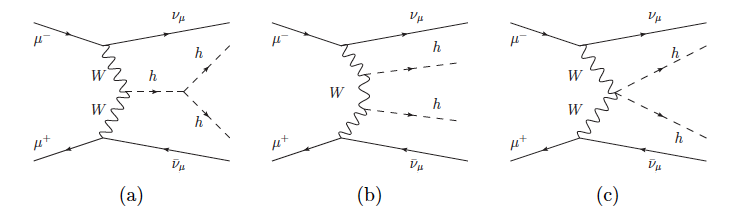 μ⁻ ν_μ W h h W h μ⁺ ν̄_μ
(a)
μ⁻ ν_μ h W h μ⁺ ν̄_μ
(b)
μ⁻ ν_μ h W W h μ⁺ ν̄_μ
(c)